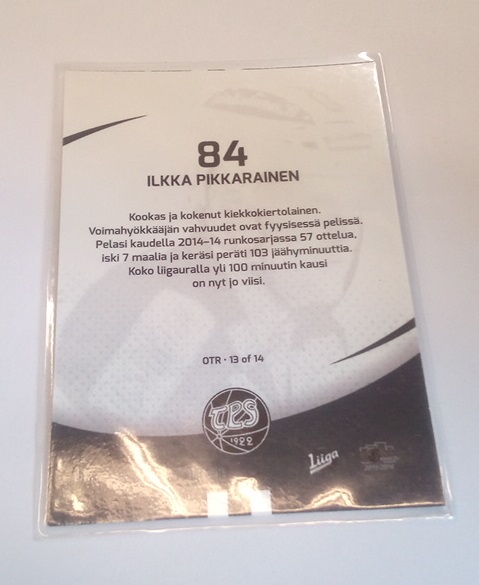 84
ILKKA PIKKARAINEN
Kookas ja kokenut kiekkokiertolainen.
Voimahyökkääjän vahvuudet ovat fyysisessä pelissä.
Pelasi kaudella 2014–14 runkosarjassa 57 ottelua,
iski 7 maalia ja keräsi peräti 103 jäähyminuuttia.
Koko liigauralla yli 100 minuutin kausi
on nyt jo viisi.
OTR · 13 of 14
TPS
1922
Liiga